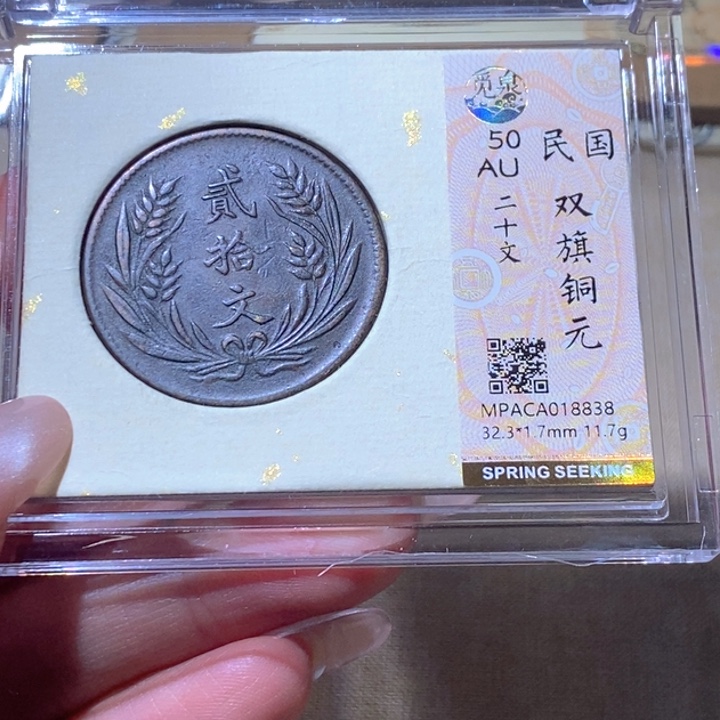 貳
拾
文
觅泉
50
AU
二十文
民国
双旗铜元
MPACA018838
32.3*1.7mm 11.7g
SPRING SEEKING